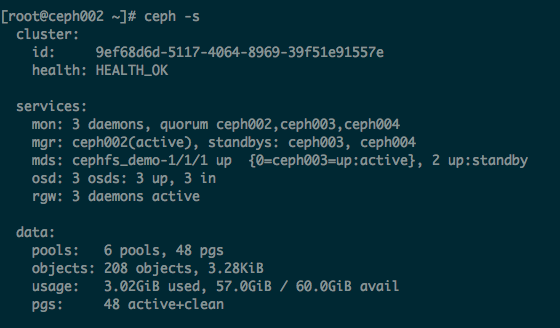 [root@ceph002 ~]# ceph -s
cluster:
id: 9ef68d6d-5117-4064-8969-39f51e91557e
health: HEALTH_OK
services:
mon: 3 daemons, quorum ceph002,ceph003,ceph004
mgr: ceph002(active), standbys: ceph003, ceph004
mds: cephfs_demo-1/1/1 up {0=ceph003=up:active}, 2 up:standby
osd: 3 osds: 3 up, 3 in
rgw: 3 daemons active
data:
pools: 6 pools, 48 pgs
objects: 208 objects, 3.28KiB
usage: 3.02GiB used, 57.0GiB / 60.0GiB avail
pgs: 48 active+clean